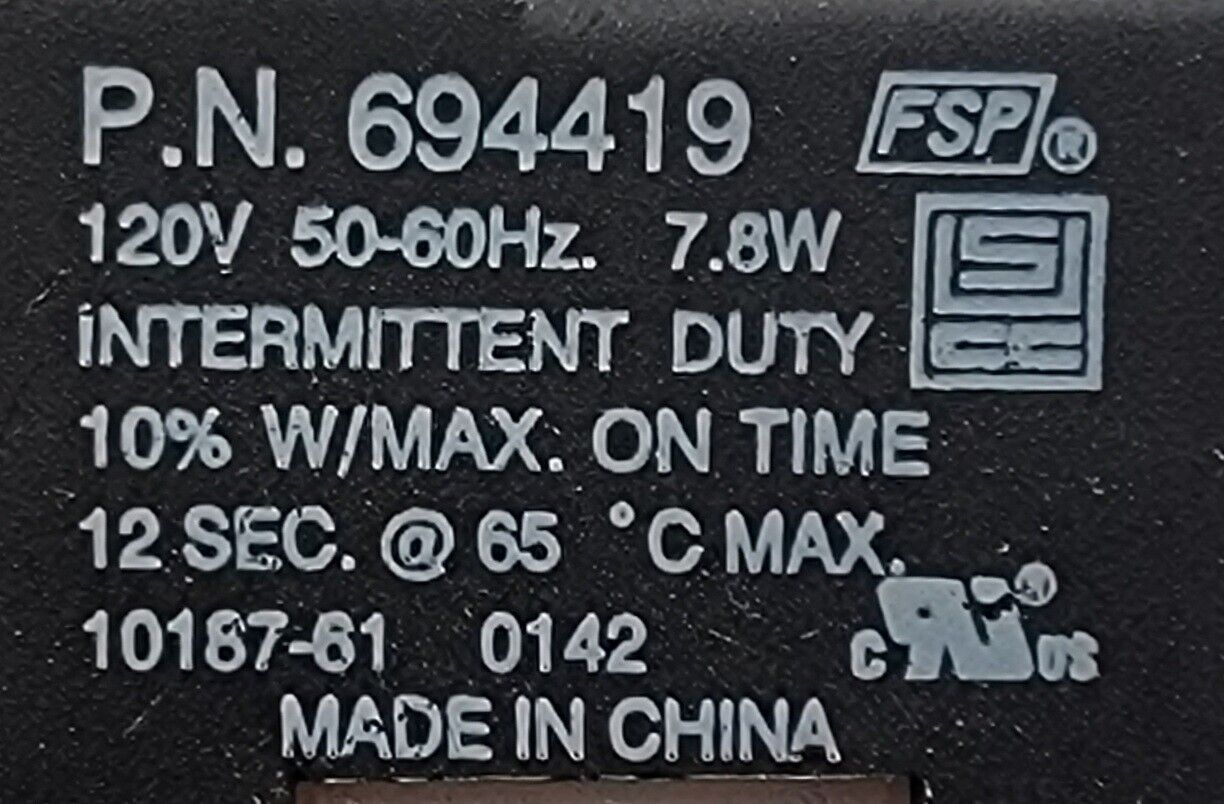 P.N. 694419 FSP®
120V 50-60Hz. 7.8W
INTERMITTENT DUTY
10% W/MAX. ON TIME
12 SEC. @ 65 °C MAX.
10187-61 0142
c US
MADE IN CHINA